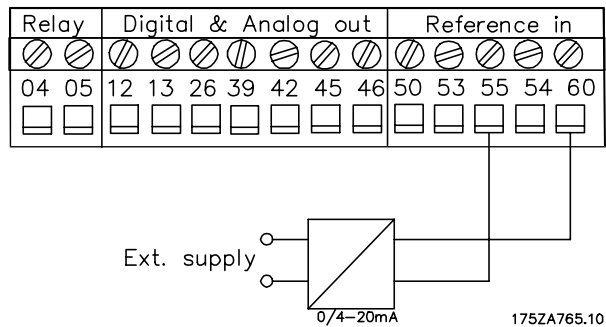 Relay Digital & Analog out Reference in
04 05 12 13 26 39 42 45 46 50 53 55 54 60
Ext. supply
0/4-20mA
175ZA765.10